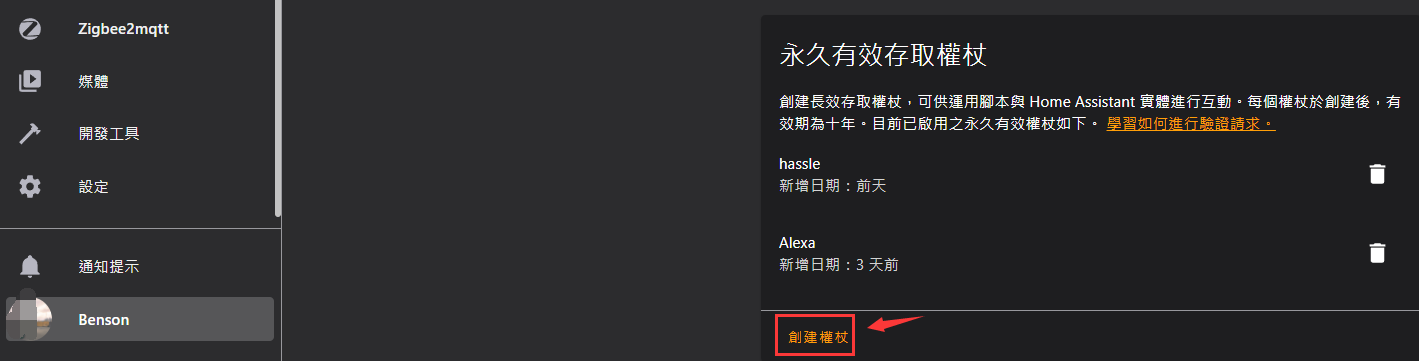 Zigbee2mqtt
媒體
開發工具
設定
通知提示
Benson
永久有效存取權杖
創建長效存取權杖，可供運用腳本與 Home Assistant 實體進行互動。每個權杖於創建後，有
效期為十年。目前已啟用之永久有效權杖如下。 學習如何進行驗證請求。
hassle
新增日期：前天
Alexa
新增日期：3 天前
創建權杖